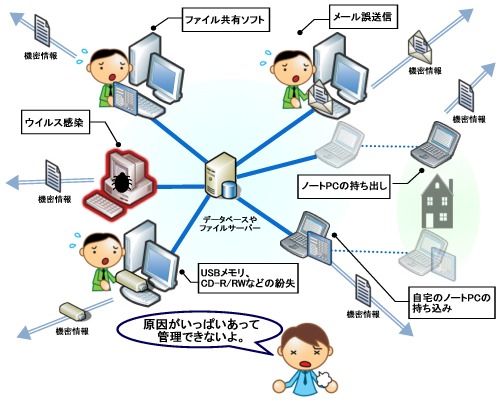 ファイル共有ソフト
メール誤送信
機密情報
機密情報
機密情報
ウイルス感染
機密情報
ノートPCの持ち出し
データベースや
ファイルサーバー
USBメモリ、
CD-R/RWなどの紛失
自宅のノートPCの
持ち込み
機密情報
機密情報
原因がいっぱいあって
管理できないよ。